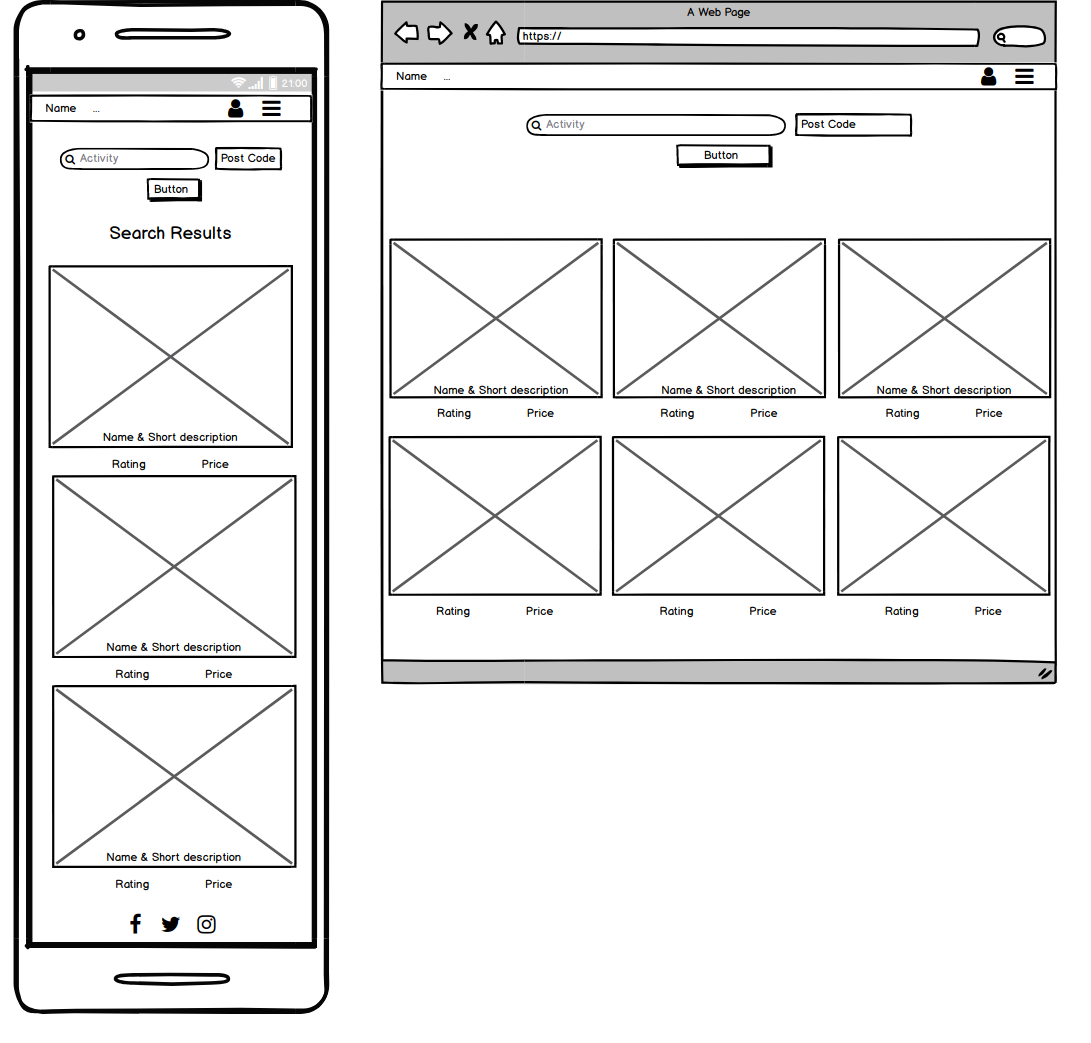 21:00
Name ...
Activity
Post Code
Button
Search Results
Name & Short description
Rating Price
Name & Short description
Rating Price
Name & Short description
Rating Price
A Web Page
https://
Name ...
Activity
Post Code
Button
Name & Short description Name & Short description Name & Short description
Rating Price Rating Price Rating Price
Rating Price Rating Price Rating Price